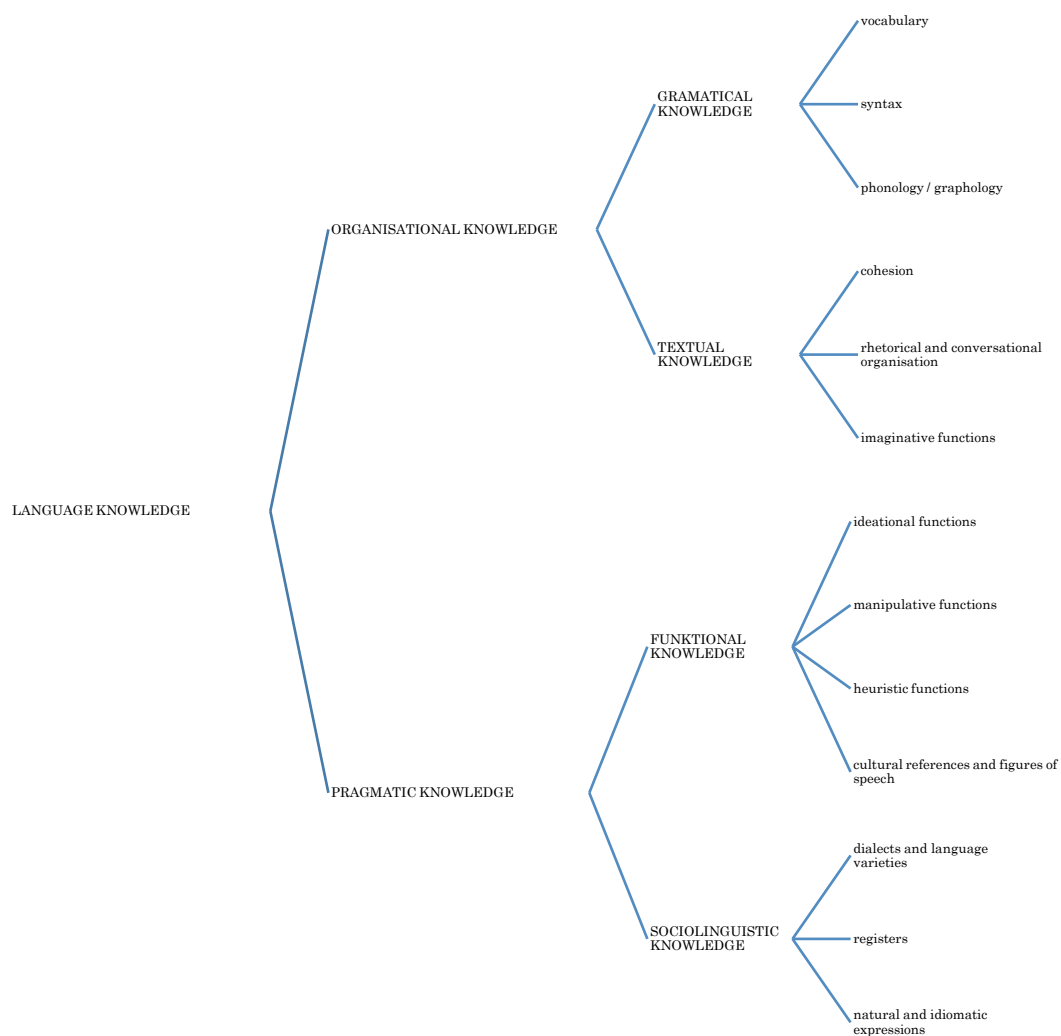 vocabulary
GRAMATICAL
KNOWLEDGE
syntax
phonology / graphology
ORGANISATIONAL KNOWLEDGE
cohesion
TEXTUAL
KNOWLEDGE
rhetorical and conversational
organisation
imaginative functions
LANGUAGE KNOWLEDGE
ideational functions
manipulative functions
FUNKTIONAL
KNOWLEDGE
heuristic functions
cultural references and figures of
speech
PRAGMATIC KNOWLEDGE
dialects and language
varieties
SOCIOLINGUISTIC
KNOWLEDGE
registers
natural and idiomatic
expressions